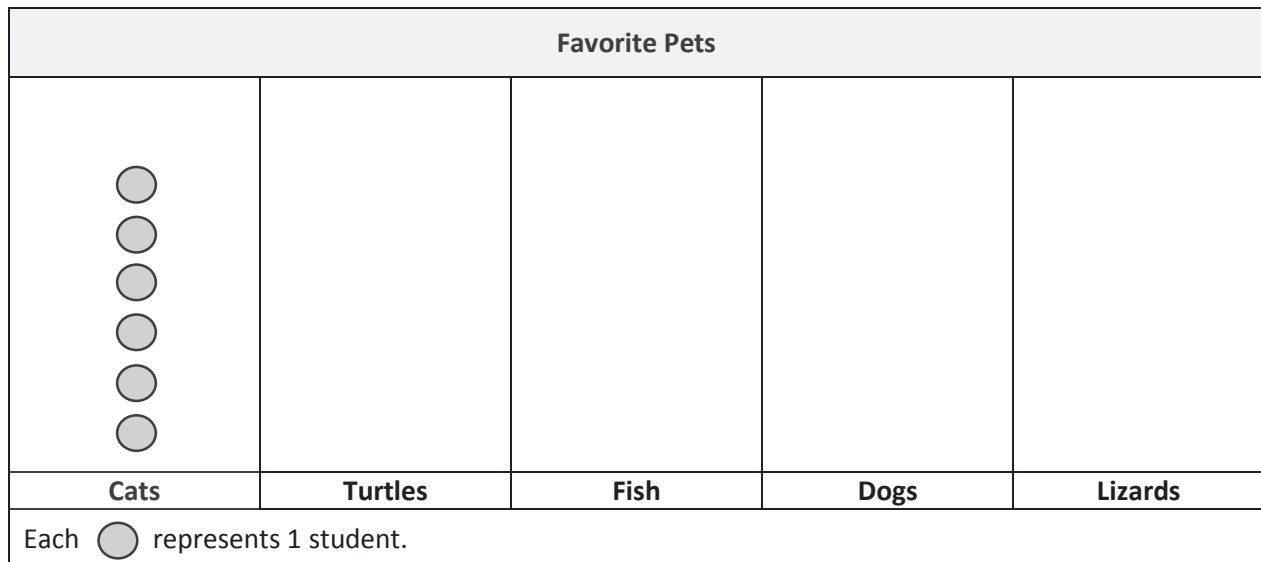 Favorite Pets
Cats Turtles Fish Dogs Lizards
Each represents 1 student.